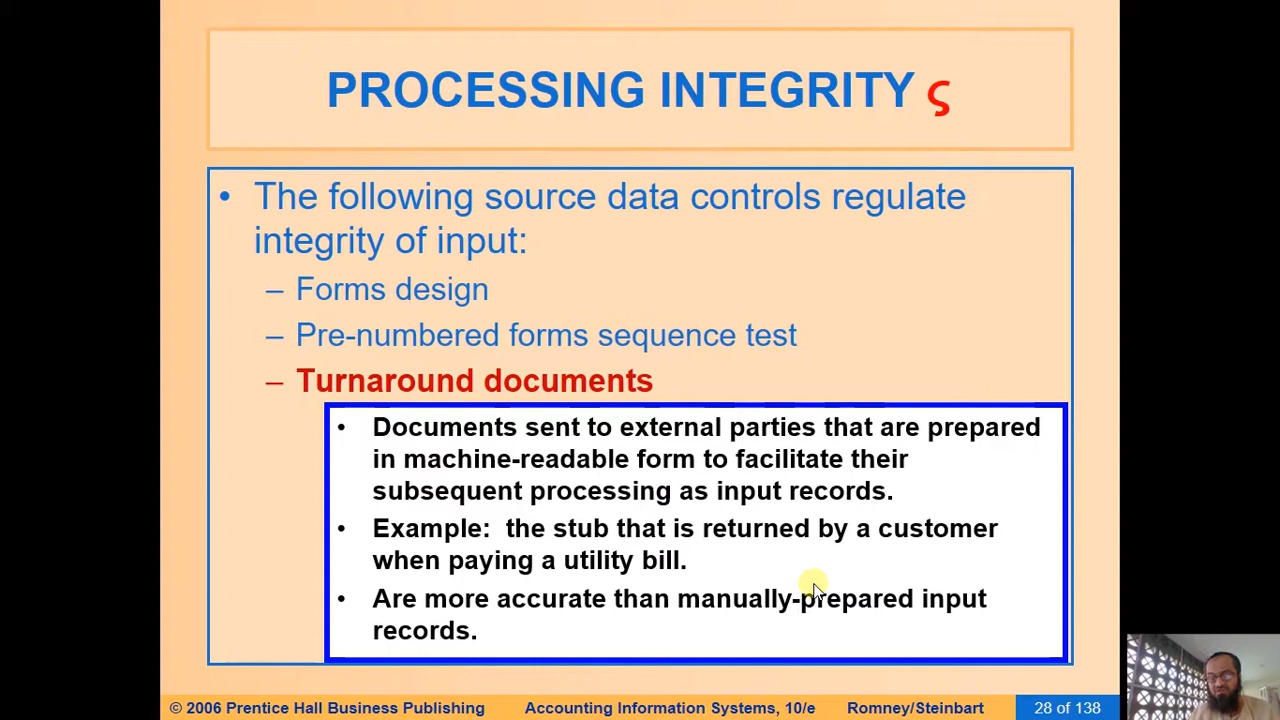 PROCESSING INTEGRITY ς
• The following source data controls regulate
integrity of input:
– Forms design
– Pre-numbered forms sequence test
– Turnaround documents
• Documents sent to external parties that are prepared
in machine-readable form to facilitate their
subsequent processing as input records.
• Example: the stub that is returned by a customer
when paying a utility bill.
• Are more accurate than manually-prepared input
records.
© 2006 Prentice Hall Business Publishing Accounting Information Systems, 10/e Romney/Steinbart 28 of 138